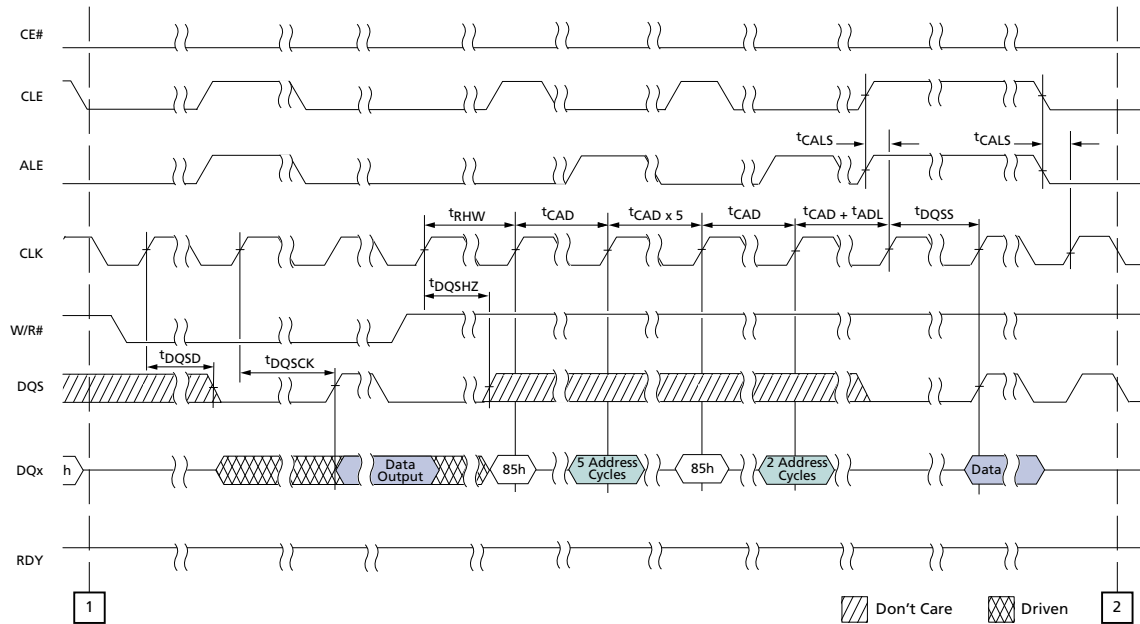 CE#
CLE
tCALS
tCALS
ALE
tRHW
tCAD
tCAD x 5
tCAD
tCAD + tADL
tDQSS
CLK
tDQSHZ
W/R#
tDQSD
tDQSCK
DQS
DQx
h
Data
Output
85h
5 Address
Cycles
85h
2 Address
Cycles
Data
RDY
1
Don't Care
Driven
2